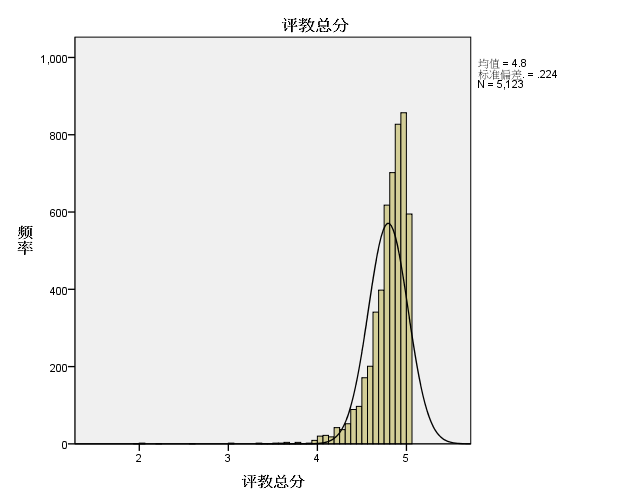 评教总分
均值 = 4.8
标准偏差. = .224
N = 5,123
1,000
800
600
400
200
0
频率
2 3 4 5
评教总分